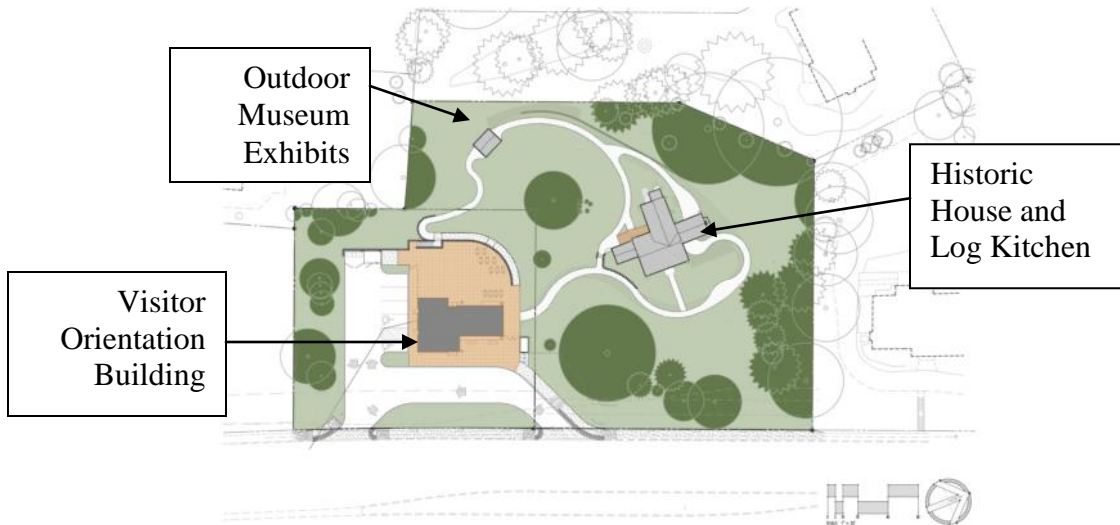 Outdoor
Museum
Exhibits
Historic
House and
Log Kitchen
Visitor
Orientation
Building